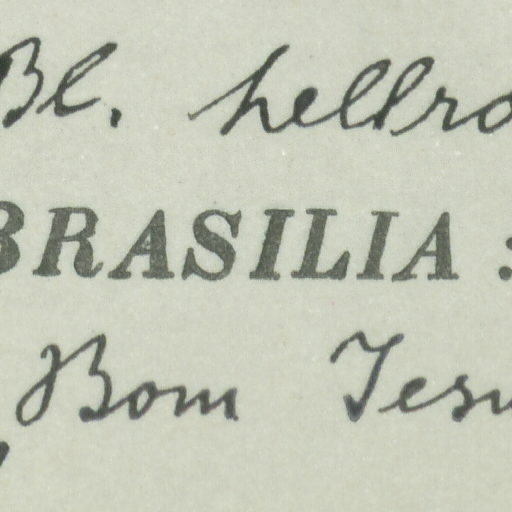 Bl. hellro
BRASILIA :
Bom Jesu